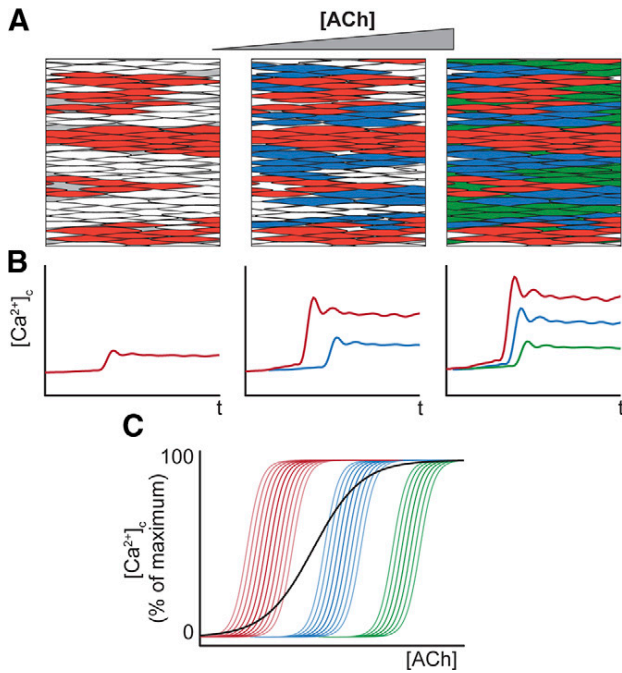 A
[ACh]
B
[Ca²⁺]c
t
t
t
C
100
[Ca²⁺]c
(% of maximum)
0
[ACh]